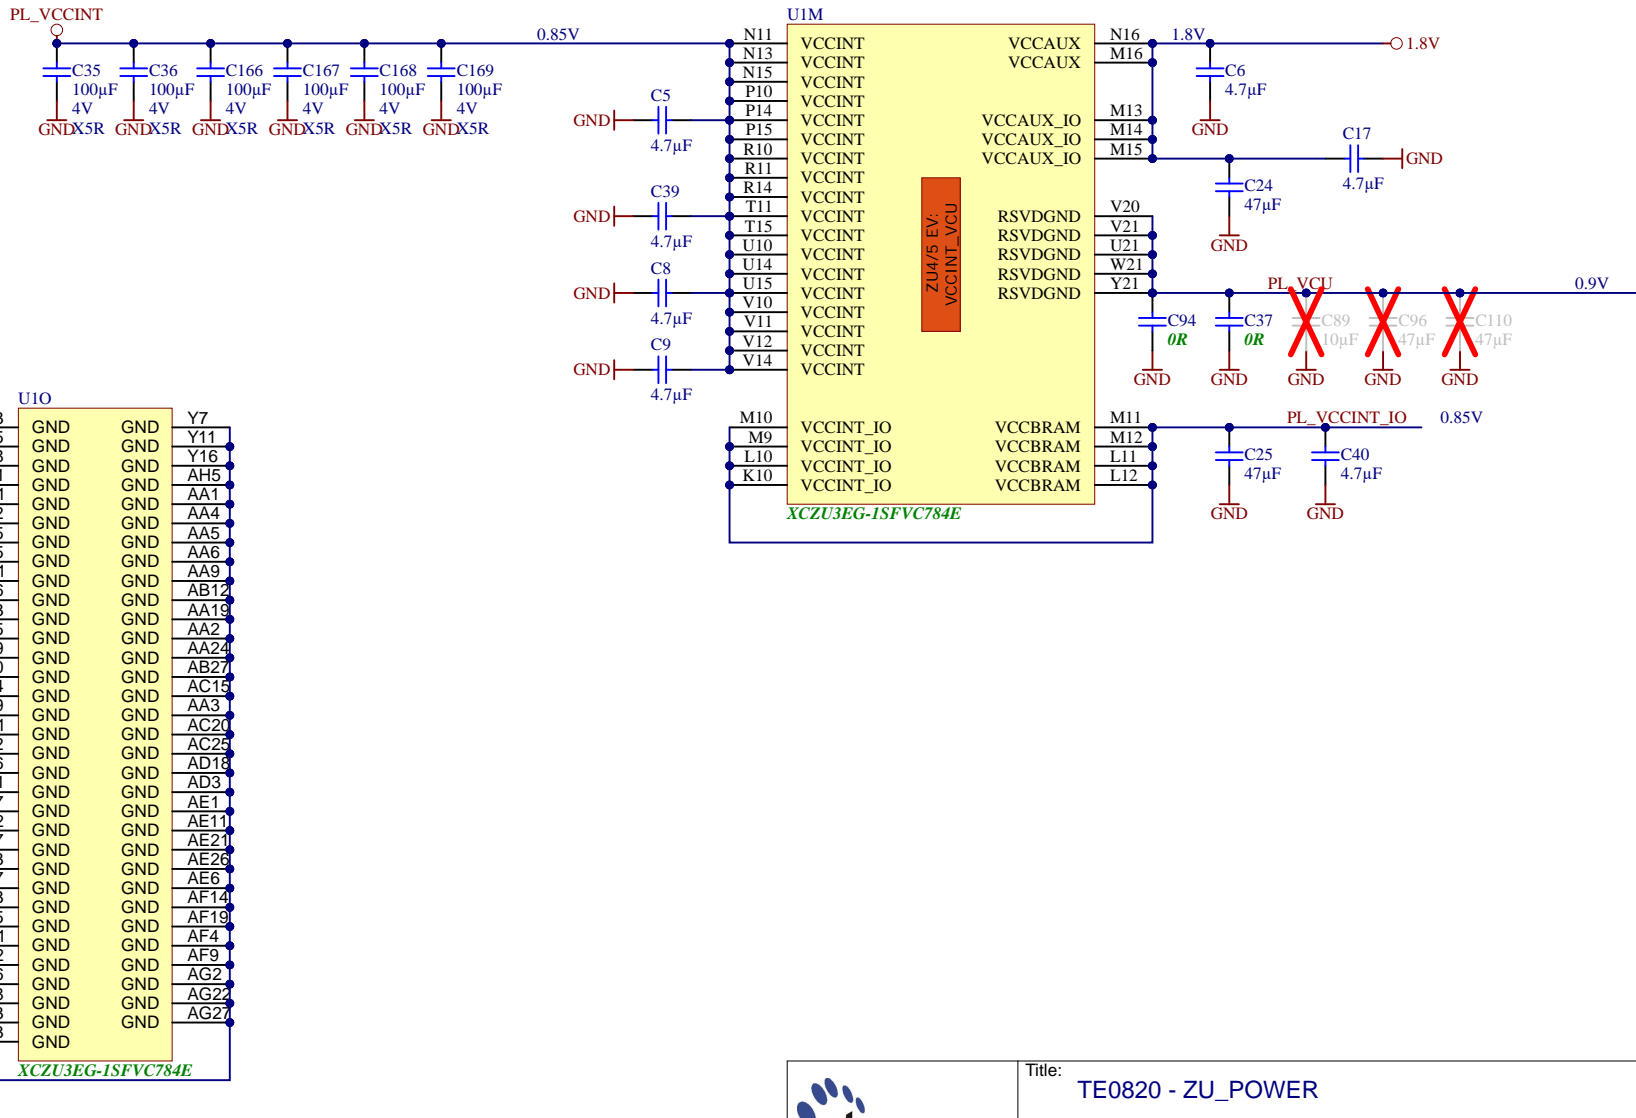 PL_VCCINT
0.85V
C35
100µF
4V
X5R
GND
C36
100µF
4V
X5R
GND
C166
100µF
4V
X5R
GND
C167
100µF
4V
X5R
GND
C168
100µF
4V
X5R
GND
C169
100µF
4V
X5R
GND
GND
C5
4.7µF
GND
C39
4.7µF
GND
C8
4.7µF
GND
C9
4.7µF
U1M
N11 VCCINT
N13 VCCINT
N15 VCCINT
P10 VCCINT
P14 VCCINT
P15 VCCINT
R10 VCCINT
R11 VCCINT
R14 VCCINT
T11 VCCINT
T15 VCCINT
U10 VCCINT
U14 VCCINT
U15 VCCINT
V10 VCCINT
V11 VCCINT
V12 VCCINT
V14 VCCINT
M10 VCCINT_IO
M9 VCCINT_IO
L10 VCCINT_IO
K10 VCCINT_IO
ZU4/5 EV:
VCCINT_VCU
VCCAUX N16
VCCAUX M16
VCCAUX_IO M13
VCCAUX_IO M14
VCCAUX_IO M15
RSVDGND V20
RSVDGND V21
RSVDGND U21
RSVDGND W21
RSVDGND Y21
VCCBRAM M11
VCCBRAM M12
VCCBRAM L11
VCCBRAM L12
XCZU3EG-1SFVC784E
1.8V
1.8V
C6
4.7µF
GND
C17
4.7µF
GND
C24
47µF
GND
PL_VCU
0.9V
C94
0R
GND
C37
0R
GND
C89
10µF
GND
C96
47µF
GND
C110
47µF
GND
PL_VCCINT_IO
0.85V
C25
47µF
GND
C40
4.7µF
GND
U1O
GND GND Y7
GND GND Y11
GND GND Y16
GND GND AH5
GND GND AA1
GND GND AA4
GND GND AA5
GND GND AA6
GND GND AA9
GND GND AB12
GND GND AA19
GND GND AA2
GND GND AA24
GND GND AB27
GND GND AC15
GND GND AA3
GND GND AC20
GND GND AC25
GND GND AD18
GND GND AD3
GND GND AE1
GND GND AE11
GND GND AE21
GND GND AE26
GND GND AE6
GND GND AF14
GND GND AF19
GND GND AF4
GND GND AF9
GND GND AG2
GND GND AG22
GND GND AG27
GND
XCZU3EG-1SFVC784E
Title:
TE0820 - ZU_POWER